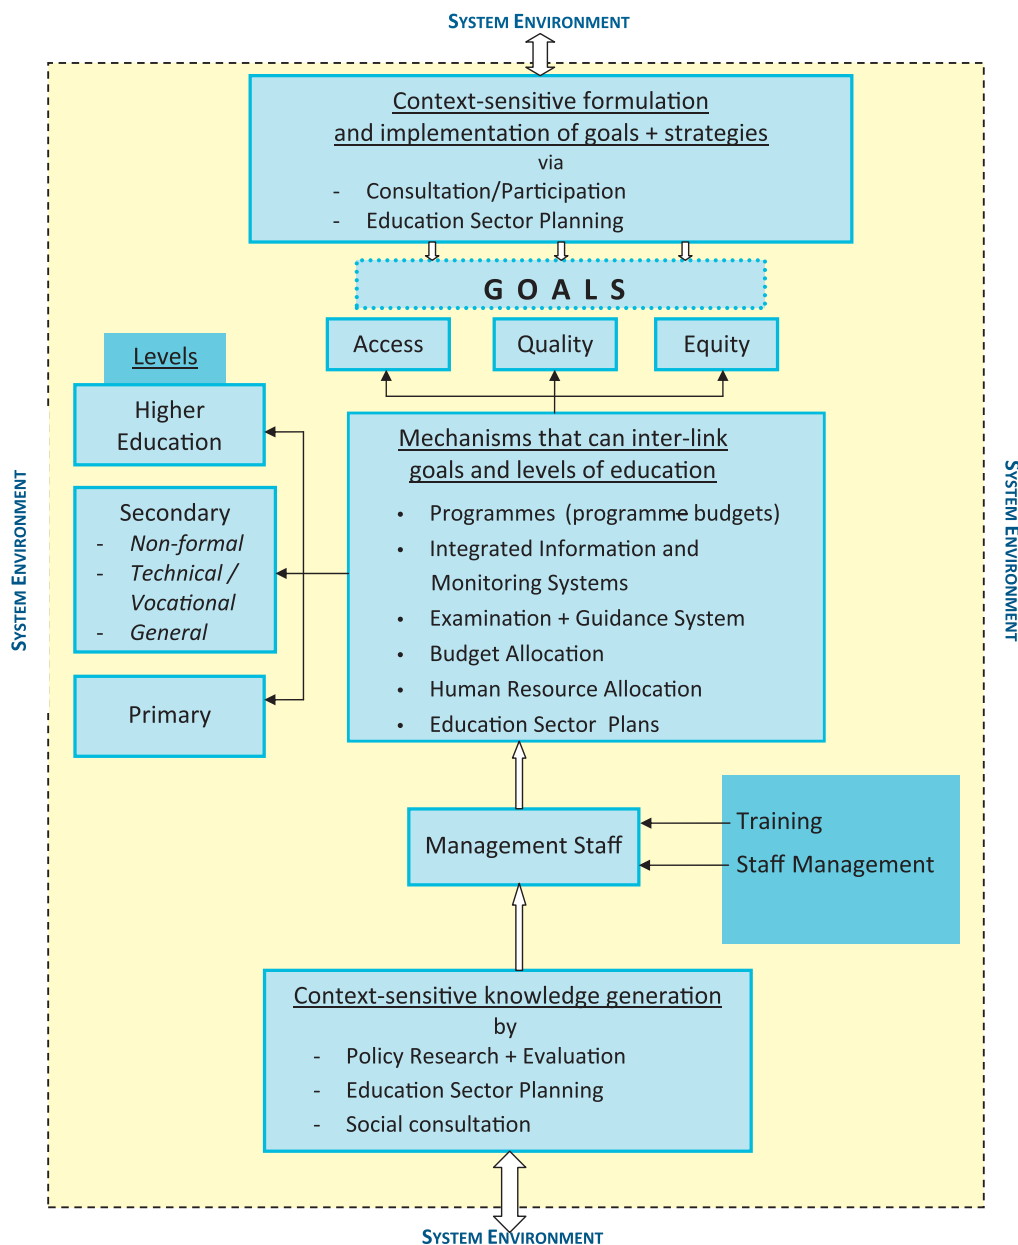 SYSTEM ENVIRONMENT
Context-sensitive formulation
and implementation of goals + strategies
via
- Consultation/Participation
- Education Sector Planning
GOALS
Access
Quality
Equity
Levels
Higher
Education
Secondary
- Non-formal
- Technical /
Vocational
- General
Primary
Mechanisms that can inter-link
goals and levels of education
• Programmes (programme budgets)
• Integrated Information and
Monitoring Systems
• Examination + Guidance System
• Budget Allocation
• Human Resource Allocation
• Education Sector Plans
SYSTEM ENVIRONMENT
SYSTEM ENVIRONMENT
Management Staff
Training
Staff Management
Context-sensitive knowledge generation
by
- Policy Research + Evaluation
- Education Sector Planning
- Social consultation
SYSTEM ENVIRONMENT